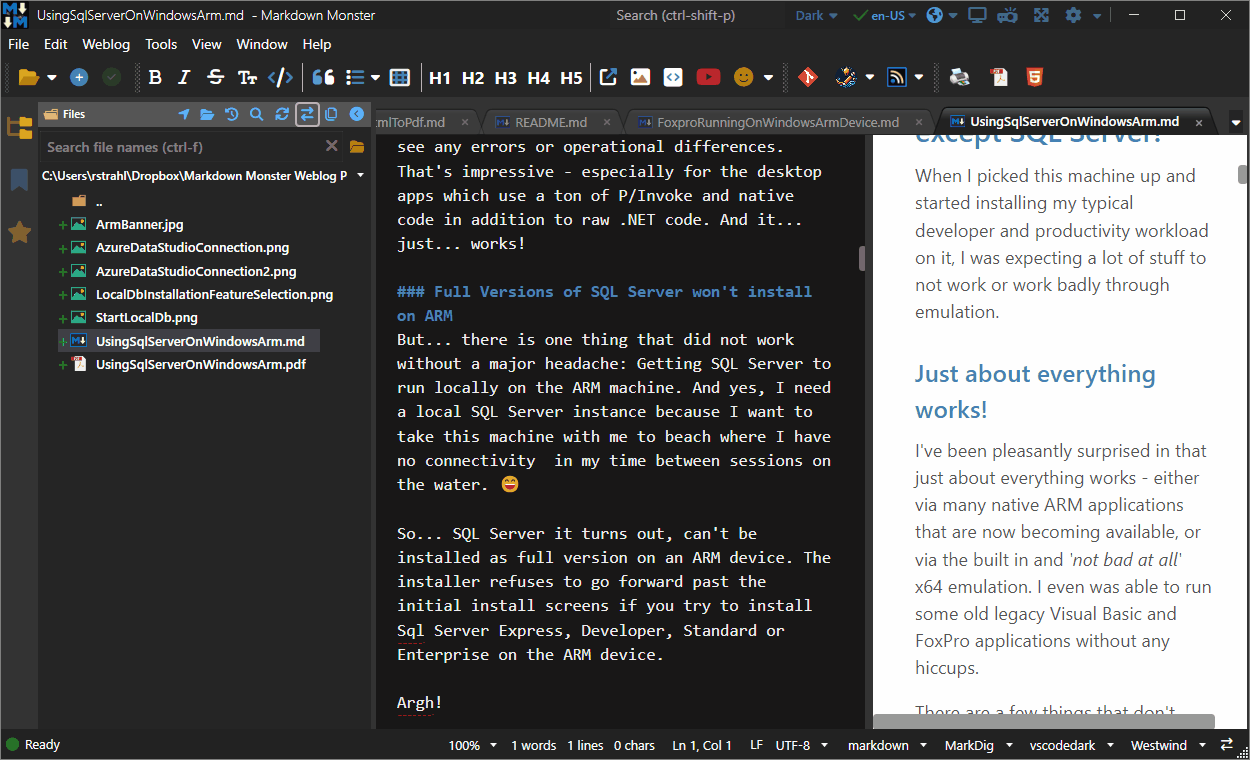 UsingSqlServerOnWindowsArm.md - Markdown Monster
Search (ctrl-shift-p)
Dark
en-US
File Edit Weblog Tools View Window Help
B I S TT </> H1 H2 H3 H4 H5
Files
Search file names (ctrl-f)
C:\Users\rstrahl\Dropbox\Markdown Monster Weblog P
..
ArmBanner.jpg
AzureDataStudioConnection.png
AzureDataStudioConnection2.png
LocalDbInstallationFeatureSelection.png
StartLocalDb.png
UsingSqlServerOnWindowsArm.md
UsingSqlServerOnWindowsArm.pdf
mlToPdf.md
README.md
FoxproRunningOnWindowsArmDevice.md
UsingSqlServerOnWindowsArm.md
see any errors or operational differences.
That's impressive - especially for the desktop
apps which use a ton of P/Invoke and native
code in addition to raw .NET code. And it...
just... works!
### Full Versions of SQL Server won't install
on ARM
But... there is one thing that did not work
without a major headache: Getting SQL Server to
run locally on the ARM machine. And yes, I need
a local SQL Server instance because I want to
take this machine with me to beach where I have
no connectivity  in my time between sessions on
the water. 😄
So... SQL Server it turns out, can't be
installed as full version on an ARM device. The
installer refuses to go forward past the
initial install screens if you try to install
Sql Server Express, Developer, Standard or
Enterprise on the ARM device.
Argh!
except SQL Server!
When I picked this machine up and
started installing my typical
developer and productivity workload
on it, I was expecting a lot of stuff to
not work or work badly through
emulation.
Just about everything
works!
I've been pleasantly surprised in that
just about everything works - either
via many native ARM applications
that are now becoming available, or
via the built in and 'not bad at all'
x64 emulation. I even was able to run
some old legacy Visual Basic and
FoxPro applications without any
hiccups.
There are a few things that don't
Ready
100% 1 words 1 lines 0 chars Ln 1, Col 1 LF UTF-8 markdown MarkDig vscodedark Westwind